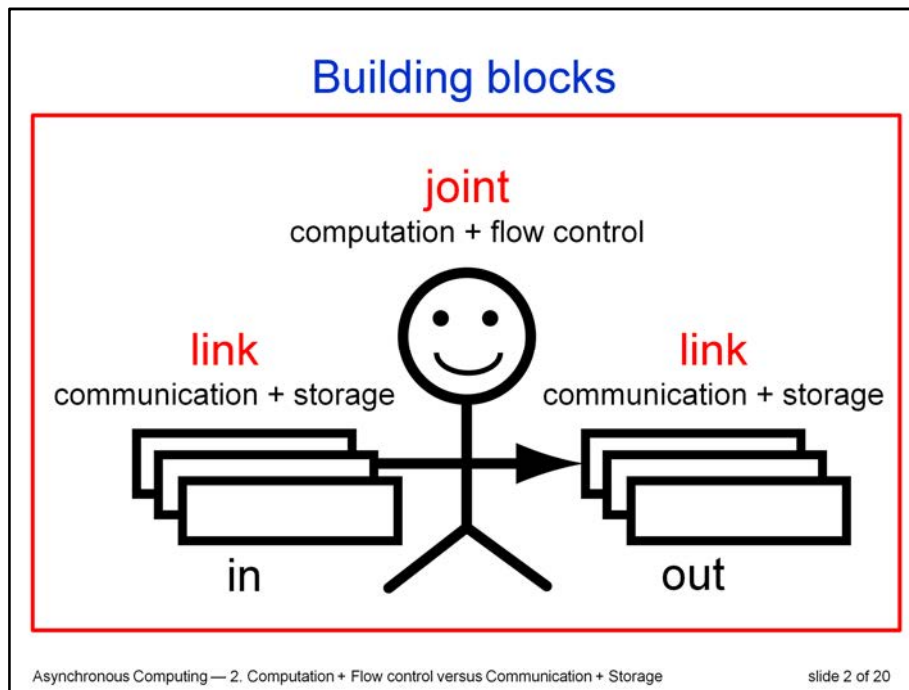 Building blocks
joint
computation + flow control
link
communication + storage
link
communication + storage
in
out
Asynchronous Computing — 2. Computation + Flow control versus Communication + Storage
slide 2 of 20